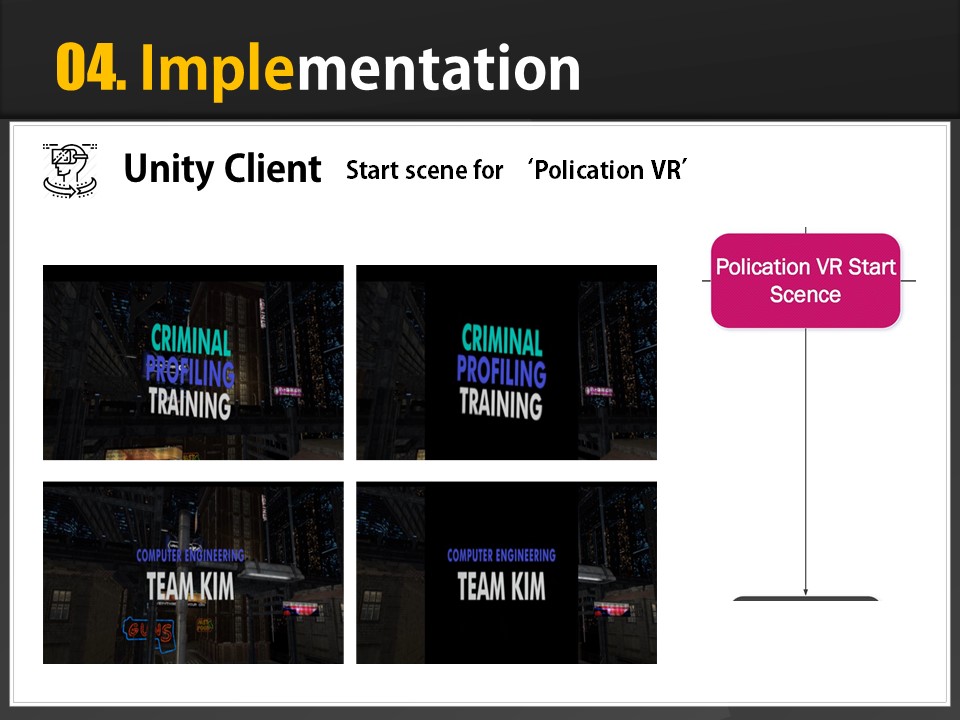 04. Implementation
Unity Client Start scene for ´Polication VR´
Polication VR Start
Scence
CRIMINAL
PROFILING
TRAINING
CRIMINAL
PROFILING
TRAINING
COMPUTER ENGINEERING
TEAM KIM
GUNS
COMPUTER ENGINEERING
TEAM KIM